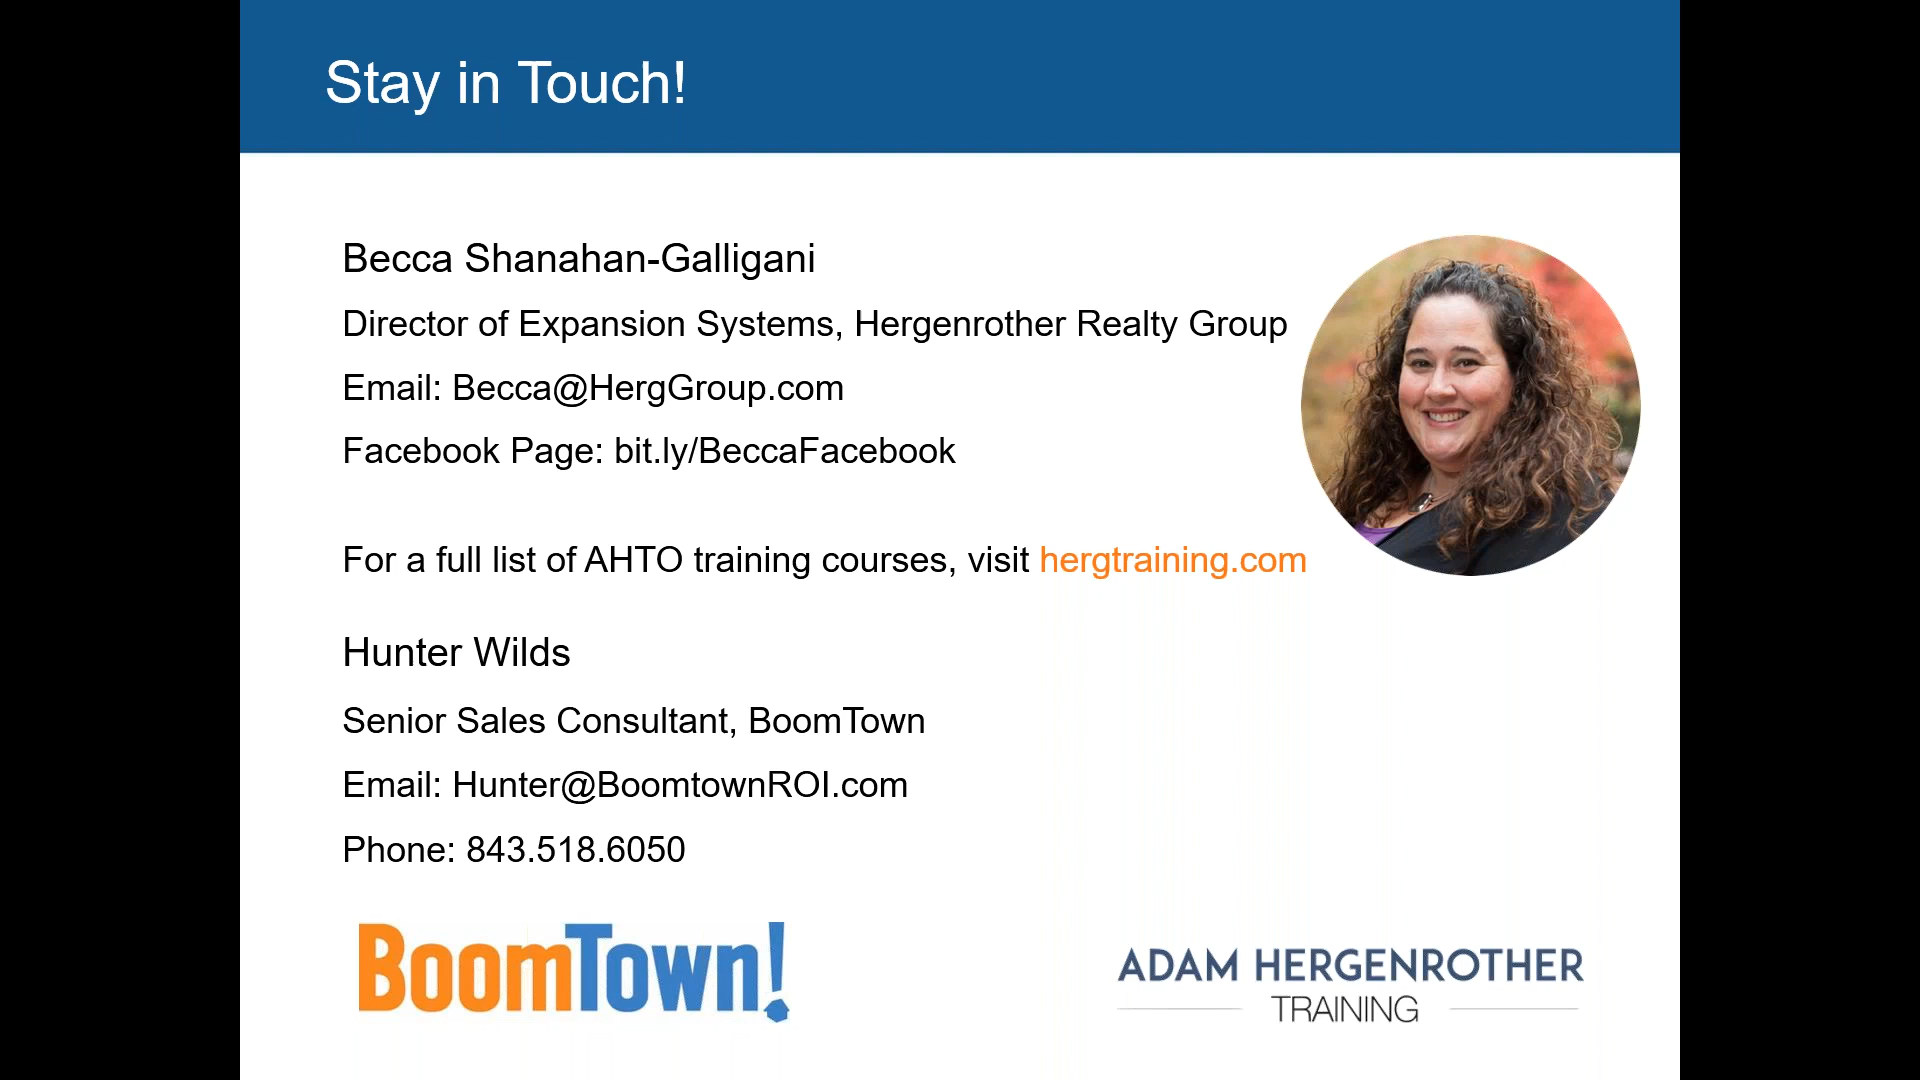 Stay in Touch!
Becca Shanahan-Galligani
Director of Expansion Systems, Hergenrother Realty Group
Email: Becca@HergGroup.com
Facebook Page: bit.ly/BeccaFacebook
For a full list of AHTO training courses, visit hergtraining.com
Hunter Wilds
Senior Sales Consultant, BoomTown
Email: Hunter@BoomtownROI.com
Phone: 843.518.6050
BoomTown!
ADAM HERGENROTHER
TRAINING